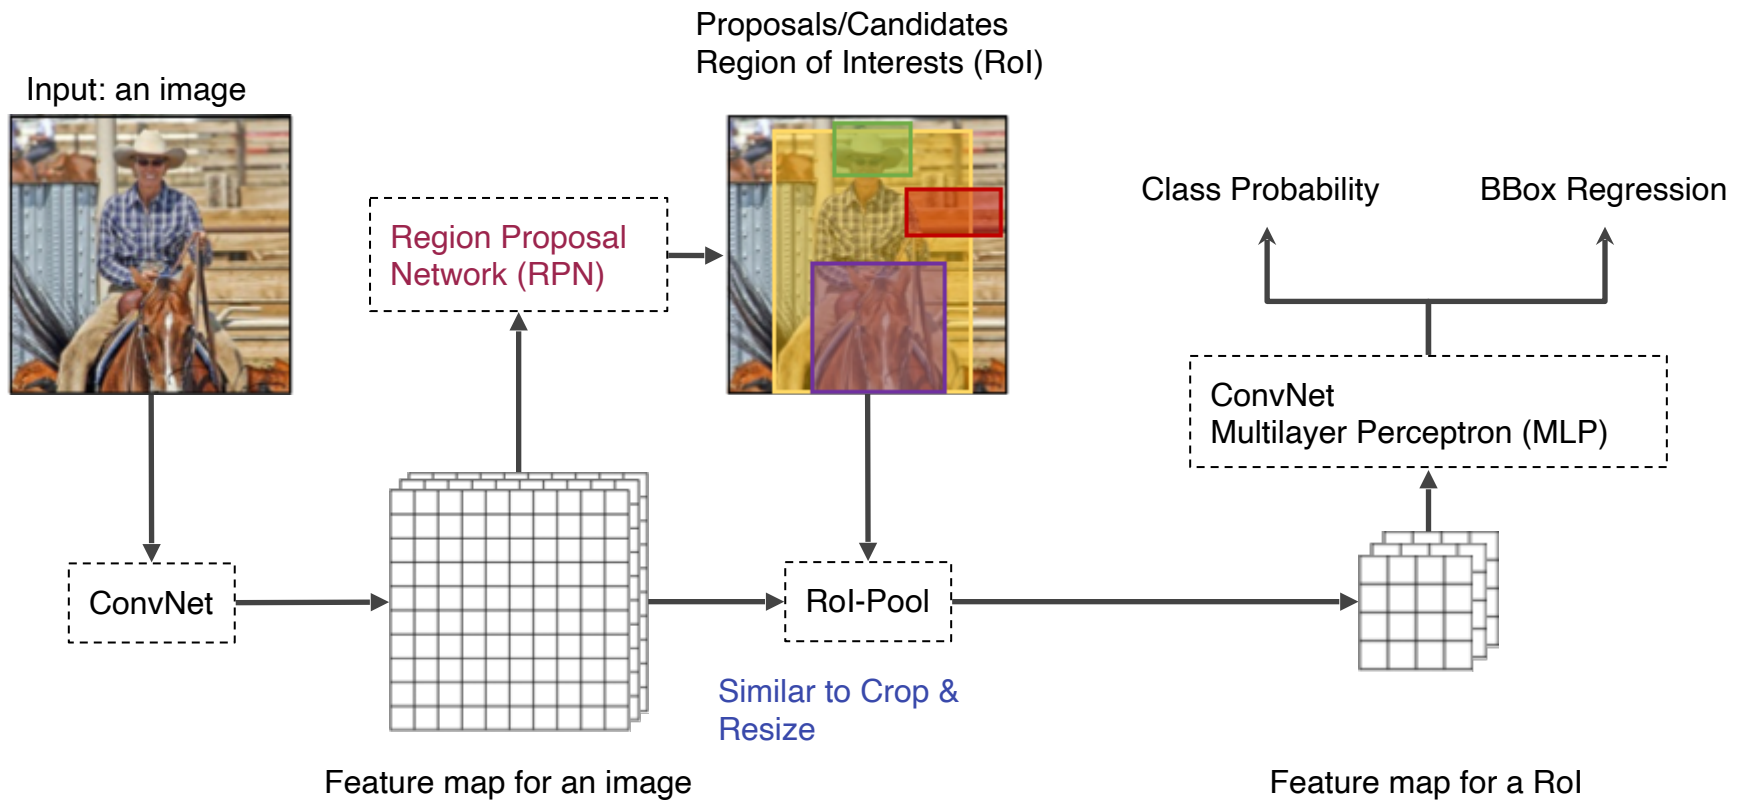 Proposals/Candidates
Region of Interests (RoI)
Input: an image
Region Proposal
Network (RPN)
Class Probability
BBox Regression
ConvNet
Multilayer Perceptron (MLP)
ConvNet
RoI-Pool
Similar to Crop &
Resize
Feature map for an image
Feature map for a RoI